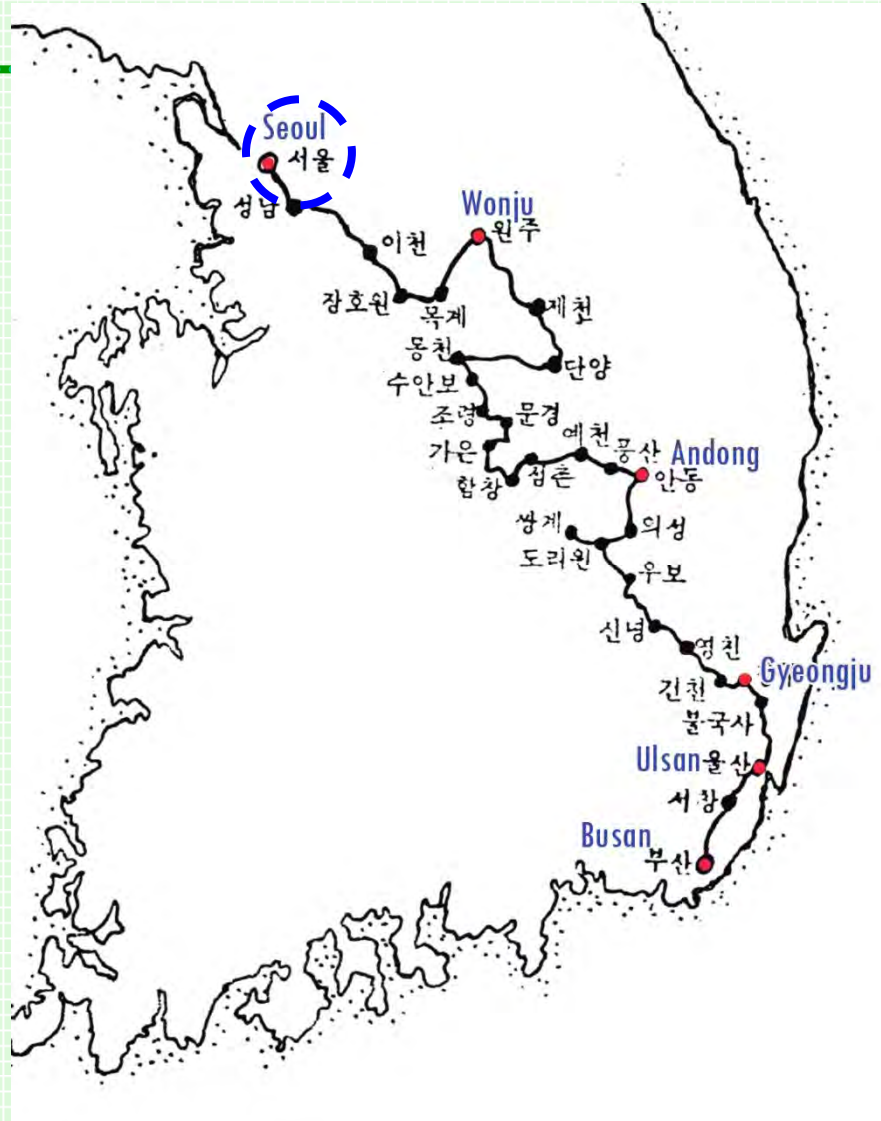 Seoul
서울
성남
이천
Wonju
원주
장호원
목계
제천
동천
단양
수안보
조령
문경
가은
예천
풍산
Andong
안동
함창
점촌
쌍계
의성
도리원
우보
신녕
영천
Gyeongju
건천
불국사
Ulsan 울산
서창
Busan
부산